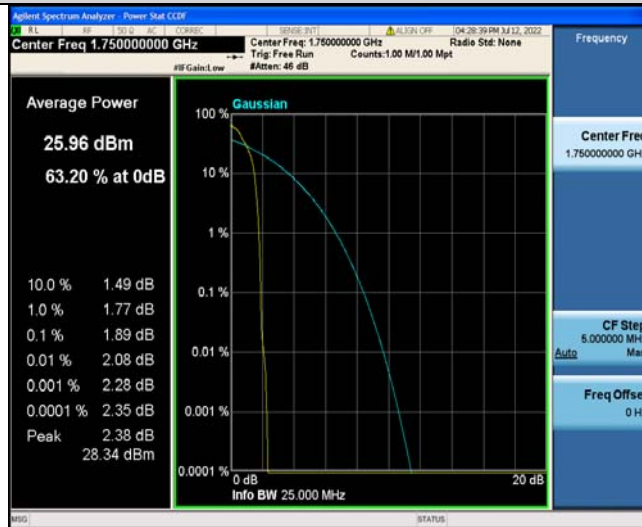 Agilent Spectrum Analyzer - Power Stat CCDF
RL RF 50 Ω AC CORREC SENSE:INT ALIGN OFF 04:28:39 PM Jul 12, 2022
Center Freq 1.750000000 GHz
Center Freq: 1.750000000 GHz Radio Std: None
Trig: Free Run Counts:1.00 M/1.00 Mpt
#IFGain:Low #Atten: 46 dB
Frequency
Average Power
25.96 dBm
63.20 % at 0dB
10.0 % 1.49 dB
1.0 % 1.77 dB
0.1 % 1.89 dB
0.01 % 2.08 dB
0.001 % 2.28 dB
0.0001 % 2.35 dB
Peak 2.38 dB
28.34 dBm
Gaussian
100 %
10 %
1 %
0.1 %
0.01 %
0.001 %
0.0001 %
0 dB 20 dB
Info BW 25.000 MHz
Center Fre
1.750000000 GH
CF Step
5.000000 MH
Auto Ma
Freq Offse
0 H
MSG STATUS